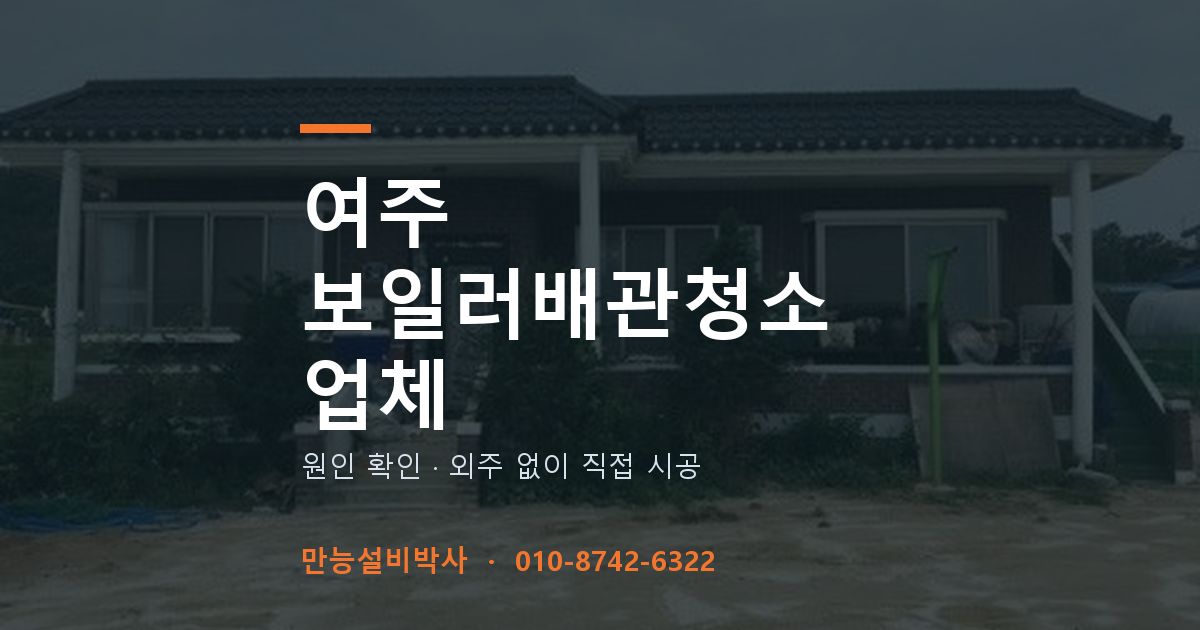 여주
보일러배관청소
업체
원인 확인 · 외주 없이 직접 시공
만능설비박사 · 010-8742-6322